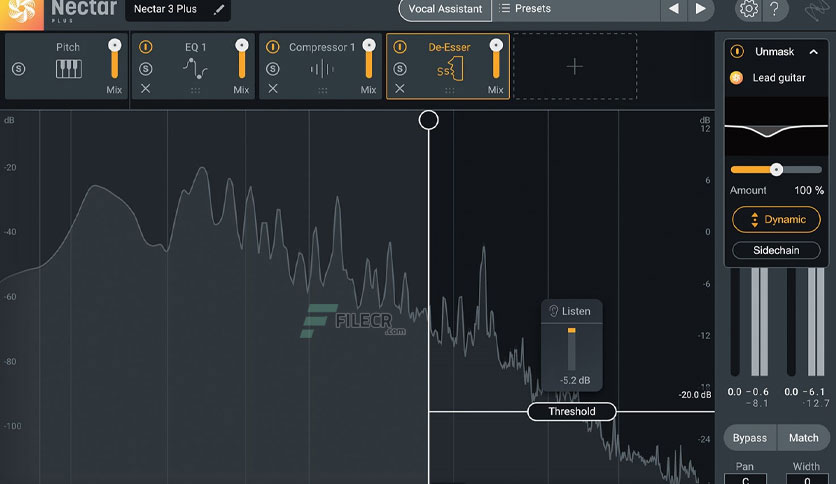 Nectar
PLUS
Nectar 3 Plus
Vocal Assistant
Presets
?
Pitch
S
Mix
EQ 1
S
Mix
Compressor 1
S
Mix
De-Esser
S
Ss
Mix
+
Unmask
Lead guitar
Amount 100 %
Dynamic
Sidechain
dB
-20
-40
-60
-80
-100
dB
12
6
0
-6
-12
-20.0 dB
-24
FILECR
.com
Listen
-5.2 dB
Threshold
0.0 -0.6
-8.1
0.0 -6.1
-12.7
Bypass
Match
Pan
C
Width
0